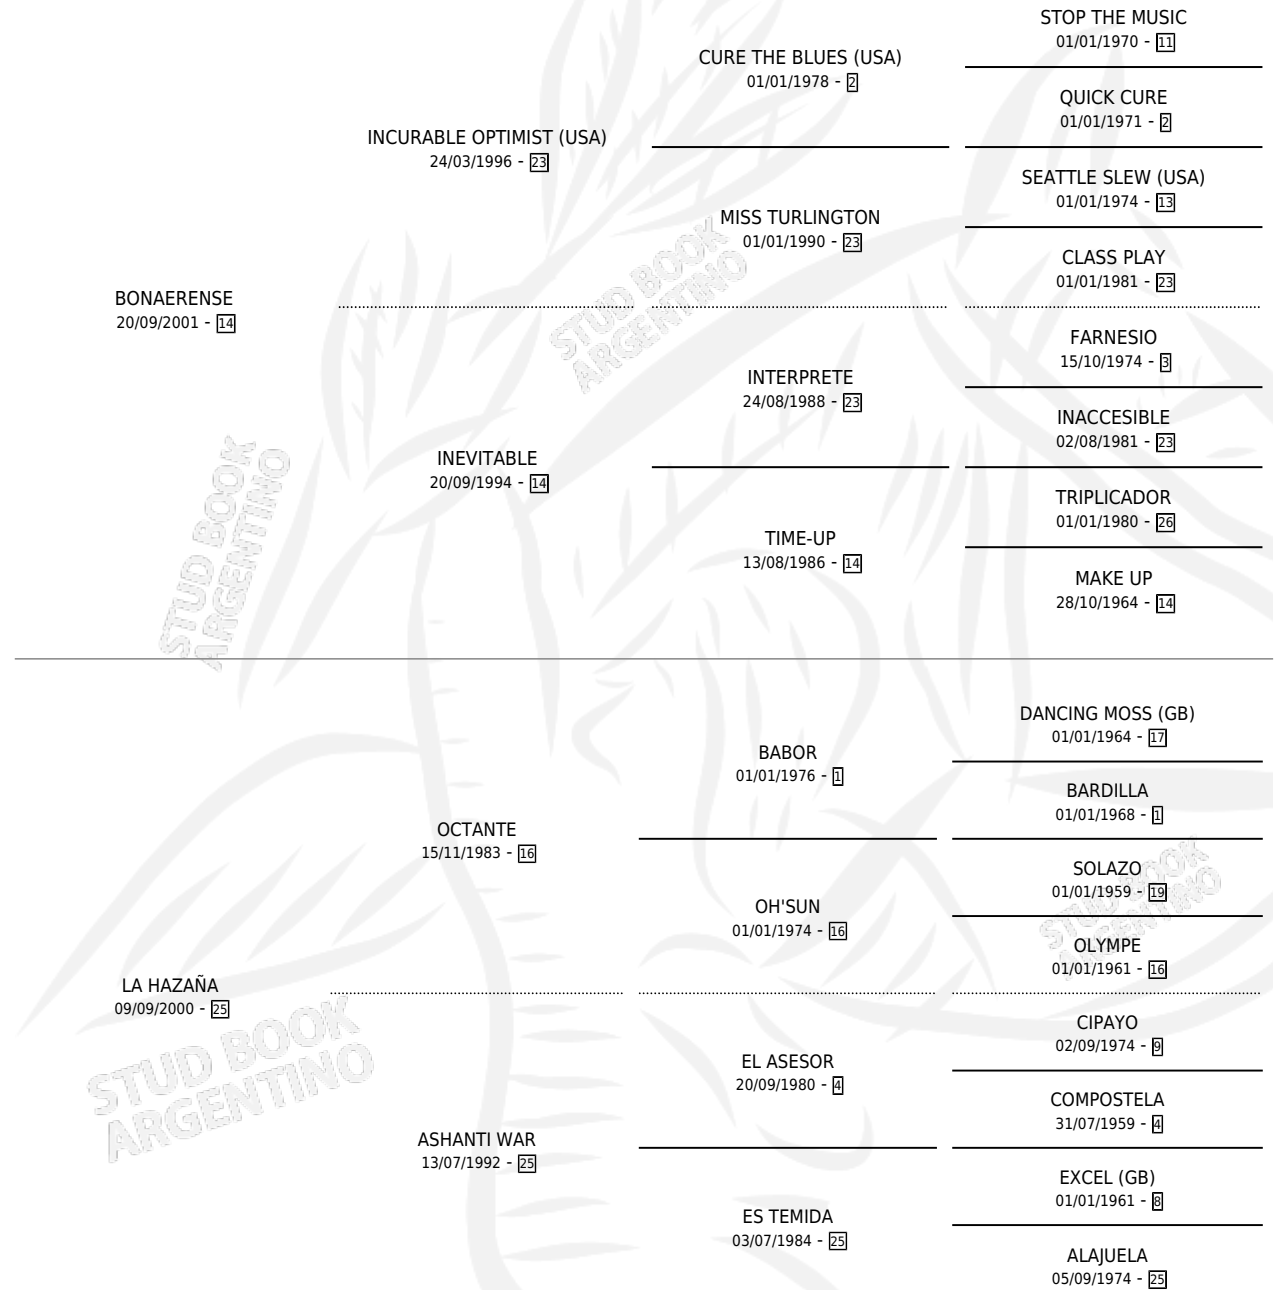 STOP THE MUSIC
01/01/1970 - 11
CURE THE BLUES (USA)
01/01/1978 - 2
QUICK CURE
01/01/1971 - 2
INCURABLE OPTIMIST (USA)
24/03/1996 - 23
SEATTLE SLEW (USA)
01/01/1974 - 13
MISS TURLINGTON
01/01/1990 - 23
CLASS PLAY
01/01/1981 - 23
BONAERENSE
20/09/2001 - 14
STUD BOOK
ARGENTINO
FARNESIO
15/10/1974 - 3
INTERPRETE
24/08/1988 - 23
INACCESIBLE
02/08/1981 - 23
INEVITABLE
20/09/1994 - 14
TRIPLICADOR
01/01/1980 - 26
TIME-UP
13/08/1986 - 14
MAKE UP
28/10/1964 - 14
STUD BOOK
ARGENTINO
DANCING MOSS (GB)
01/01/1964 - 17
BABOR
01/01/1976 - 1
BARDILLA
01/01/1968 - 1
OCTANTE
15/11/1983 - 16
SOLAZO
01/01/1959 - 19
OH'SUN
01/01/1974 - 16
STUD BOOK
ARGENTINO
OLYMPE
01/01/1961 - 16
LA HAZAÑA
09/09/2000 - 25
STUD BOOK
ARGENTINO
CIPAYO
02/09/1974 - 9
EL ASESOR
20/09/1980 - 4
COMPOSTELA
31/07/1959 - 4
ASHANTI WAR
13/07/1992 - 25
EXCEL (GB)
01/01/1961 - 8
ES TEMIDA
03/07/1984 - 25
ALAJUELA
05/09/1974 - 25